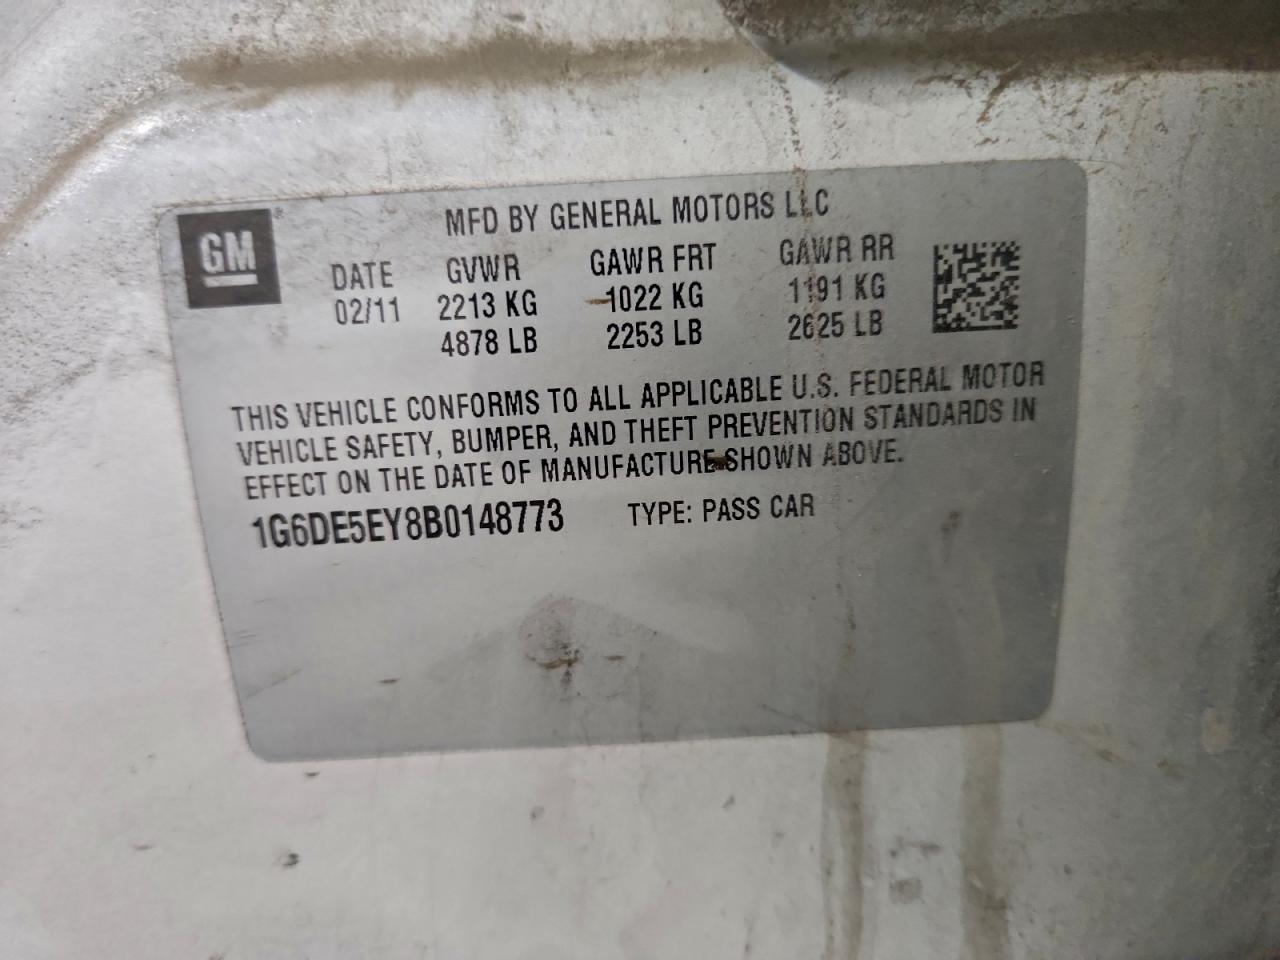 GM
MFD BY GENERAL MOTORS LLC
DATE GVWR GAWR FRT GAWR RR
02/11 2213 KG 1022 KG 1191 KG
4878 LB 2253 LB 2625 LB
THIS VEHICLE CONFORMS TO ALL APPLICABLE U.S. FEDERAL MOTOR
VEHICLE SAFETY, BUMPER, AND THEFT PREVENTION STANDARDS IN
EFFECT ON THE DATE OF MANUFACTURE SHOWN ABOVE.
1G6DE5EY8B0148773 TYPE: PASS CAR